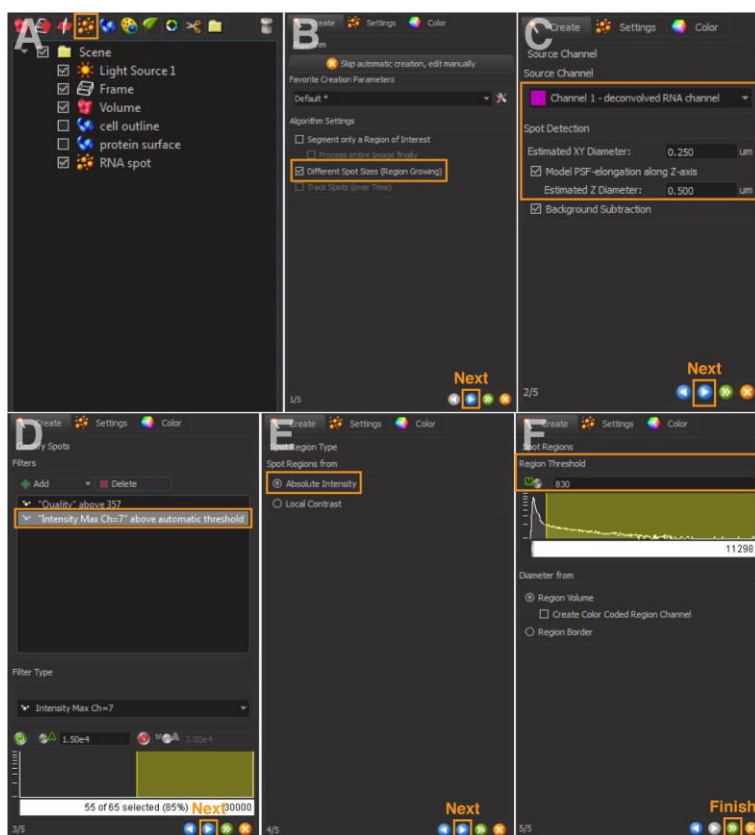 A
Scene
Light Source 1
Frame
Volume
cell outline
protein surface
RNA spot
B
Create Settings Color
Algorithm
Skip automatic creation, edit manually
Favorite Creation Parameters
Default *
Algorithm Settings
Segment only a Region of Interest
Process entire Image finally
Different Spot Sizes (Region Growing)
Track Spots (over Time)
Next
1/5
C
Create Settings Color
Source Channel
Source Channel
Channel 1 - deconvolved RNA channel
Spot Detection
Estimated XY Diameter: 0.250 um
Model PSF-elongation along Z-axis
Estimated Z Diameter: 0.500 um
Background Subtraction
Next
2/5
D
Create Settings Color
Classify Spots
Filters
Add Delete
"Quality" above 357
"Intensity Max Ch=7" above automatic threshold
Filter Type
Intensity Max Ch=7
1.50e4 M A 3.00e4
55 of 65 selected (85%) 30000
Next
3/5
E
Create Settings Color
Spot Region Type
Spot Regions from
Absolute Intensity
Local Contrast
Next
4/5
F
Create Settings Color
Spot Regions
Region Threshold
830
11298
Diameter from
Region Volume
Create Color Coded Region Channel
Region Border
Finish
5/5